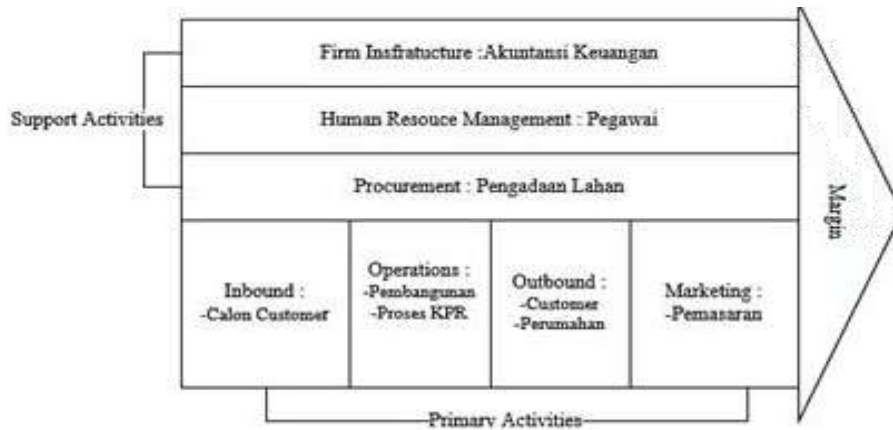 Firm Insfratucture :Akuntansi Keuangan
Support Activities
Human Resouce Management : Pegawai
Procurement : Pengadaan Lahan
Margin
Inbound :
-Calon Customer
Operations :
-Pembangunan
-Proses KPR
Outbound :
-Customer
-Perumahan
Marketing :
-Pemasaran
Primary Activities